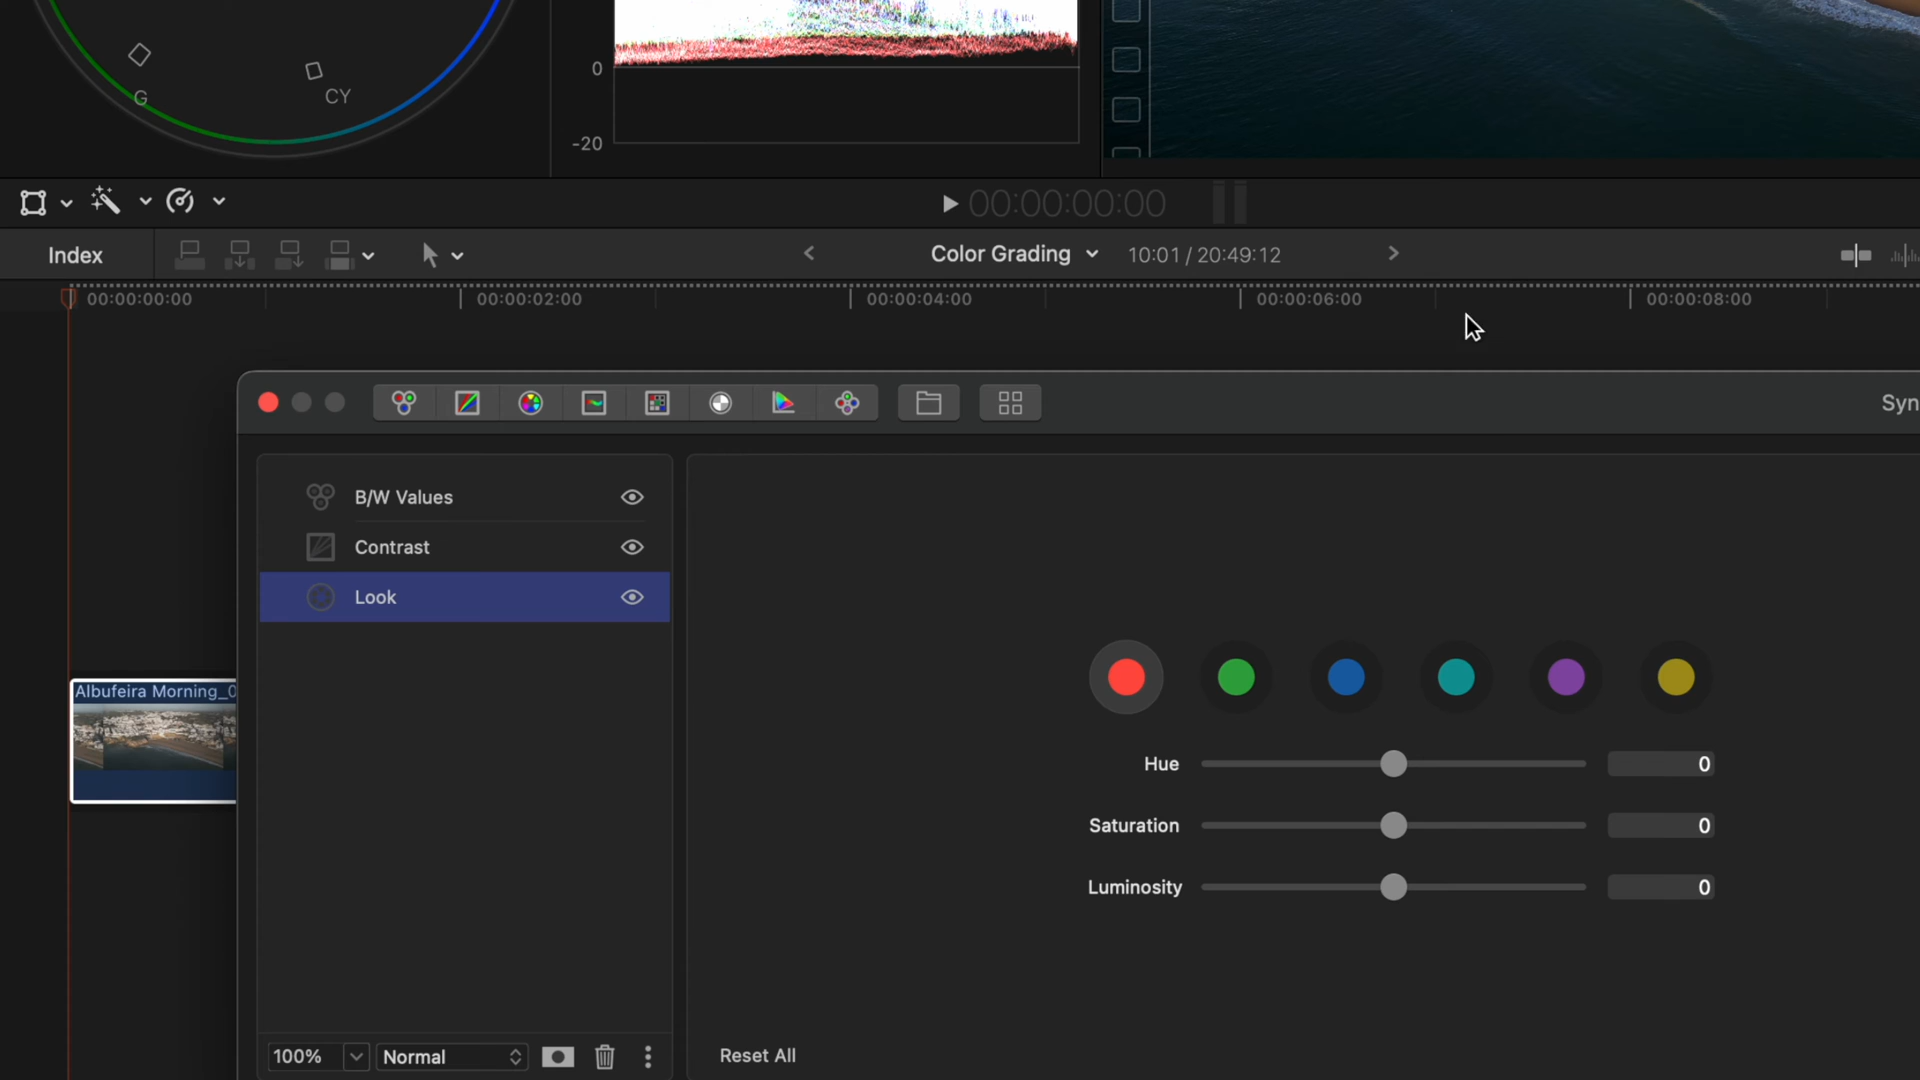 G
CY
0
-20
00:00:00:00
Index
Color Grading
10:01 / 20:49:12
00:00:00:00
00:00:02:00
00:00:04:00
00:00:06:00
00:00:08:00
Syn
B/W Values
Contrast
Look
Albufeira Morning_0
Hue
0
Saturation
0
Luminosity
0
100%
Normal
Reset All